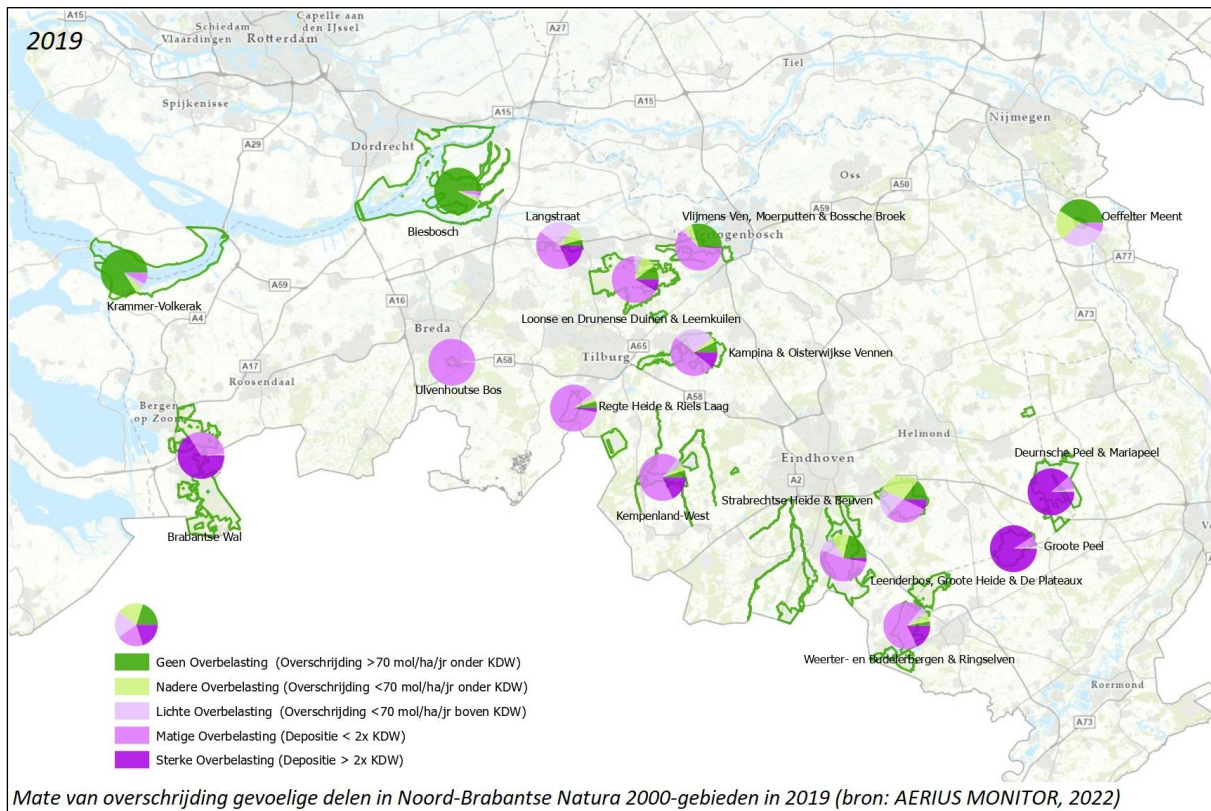 2019
Schiedam
Vlaardingen
Rotterdam
Capelle aan
den IJssel
A27
Tiel
Spijkenisse
A15
A15
Nijmegen
A29
Dordrecht
Oss
A50
A59
Biesbosch
Langstraat
Vlijmens Ven, Moerputten & Bossche Broek
ertogenbosch
Oeffelter Meent
A77
Krammer-Volkerak
A59
A4
A16
Loonse en Drunense Duinen & Leemkuilen
A73
Breda
A65
Tilburg
Kampina & Oisterwijkse Vennen
A17
Roosendaal
A58
Ulvenhoutse Bos
Bergen
op Zoom
Regte Heide & Riels Laag
A58
Helmond
Eindhoven
Deurnsche Peel & Mariapeel
A2
Strabrechtse Heide & Beuven
Kempenland-West
Brabantse Wal
Groote Peel
Leenderbos, Groote Heide & De Plateaux
Weerter- en Budelerbergen & Ringselven
Roermond
A73
Geen Overbelasting (Overschrijding >70 mol/ha/jr onder KDW)
Nadere Overbelasting (Overschrijding <70 mol/ha/jr onder KDW)
Lichte Overbelasting (Overschrijding <70 mol/ha/jr boven KDW)
Matige Overbelasting (Depositie < 2x KDW)
Sterke Overbelasting (Depositie > 2x KDW)
Mate van overschrijding gevoelige delen in Noord-Brabantse Natura 2000-gebieden in 2019 (bron: AERIUS MONITOR, 2022)